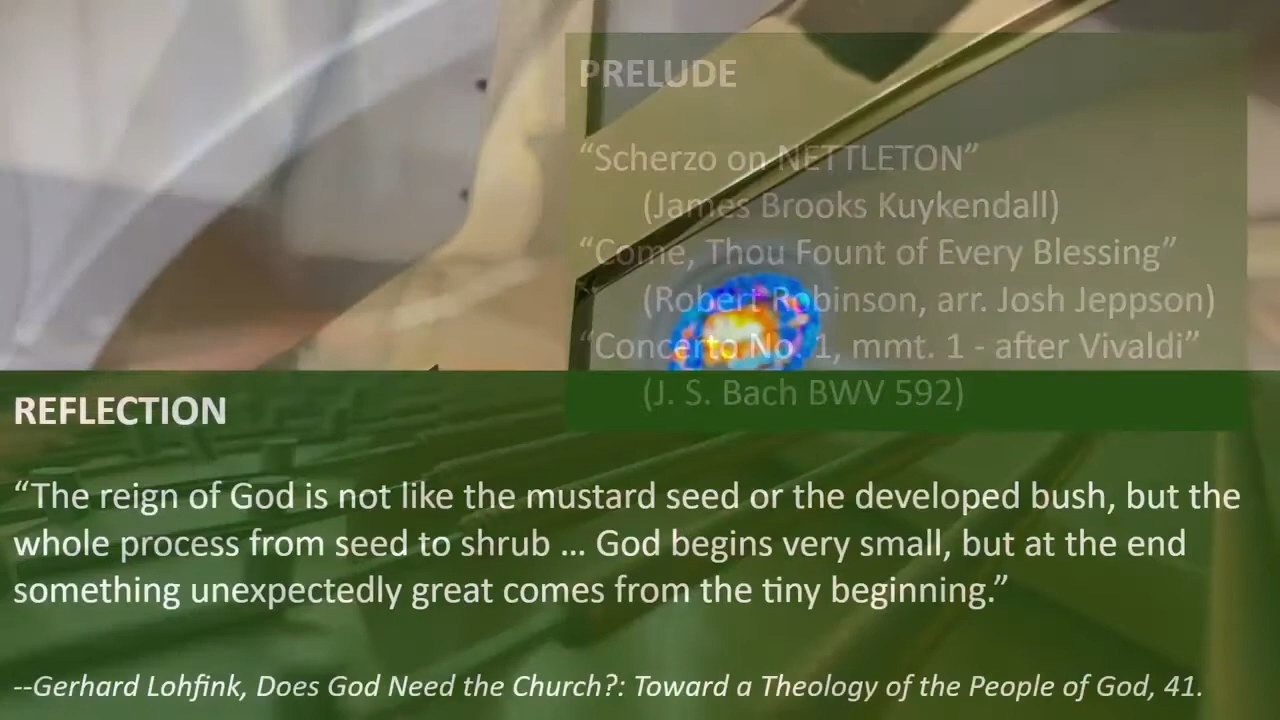 PRELUDE
“Scherzo on NETTLETON”
(James Brooks Kuykendall)
“Come, Thou Fount of Every Blessing”
(Robert Robinson, arr. Josh Jeppson)
“Concerto No. 1, mmt. 1 - after Vivaldi”
(J. S. Bach BWV 592)
REFLECTION
“The reign of God is not like the mustard seed or the developed bush, but the
whole process from seed to shrub ... God begins very small, but at the end
something unexpectedly great comes from the tiny beginning.”
--Gerhard Lohfink, Does God Need the Church?: Toward a Theology of the People of God, 41.